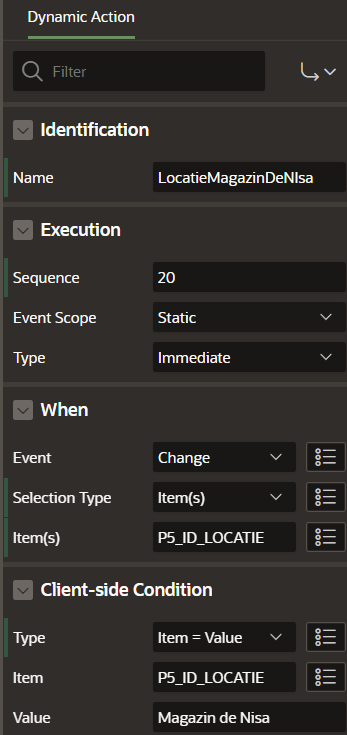 Dynamic Action
Filter
Identification
Name LocatieMagazinDeNIsa
Execution
Sequence 20
Event Scope Static
Type Immediate
When
Event Change
Selection Type Item(s)
Item(s) P5_ID_LOCATIE
Client-side Condition
Type Item = Value
Item P5_ID_LOCATIE
Value Magazin de Nisa